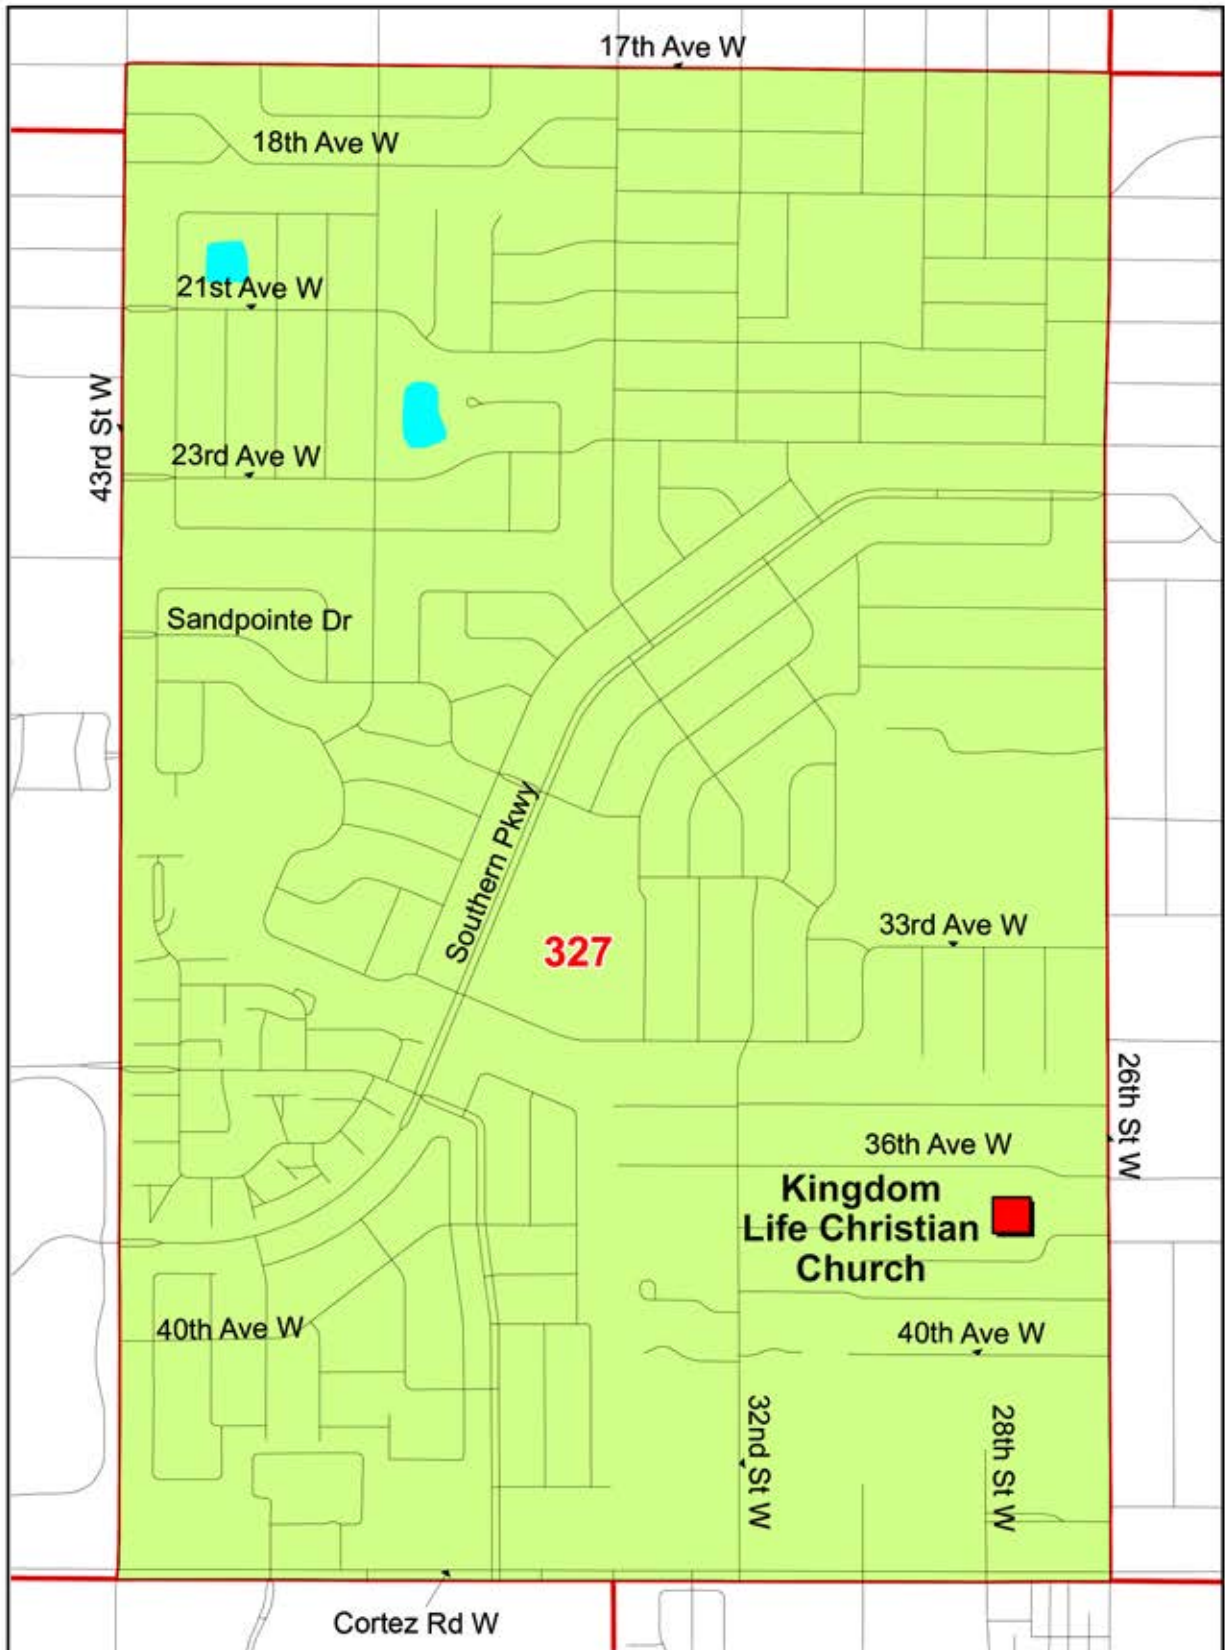 17th Ave W
18th Ave W
21st Ave W
43rd St W
23rd Ave W
Sandpointe Dr
Southern Pkwy
33rd Ave W
327
26th St W
36th Ave W
Kingdom
Life Christian
Church
40th Ave W
40th Ave W
32nd St W
28th St W
Cortez Rd W